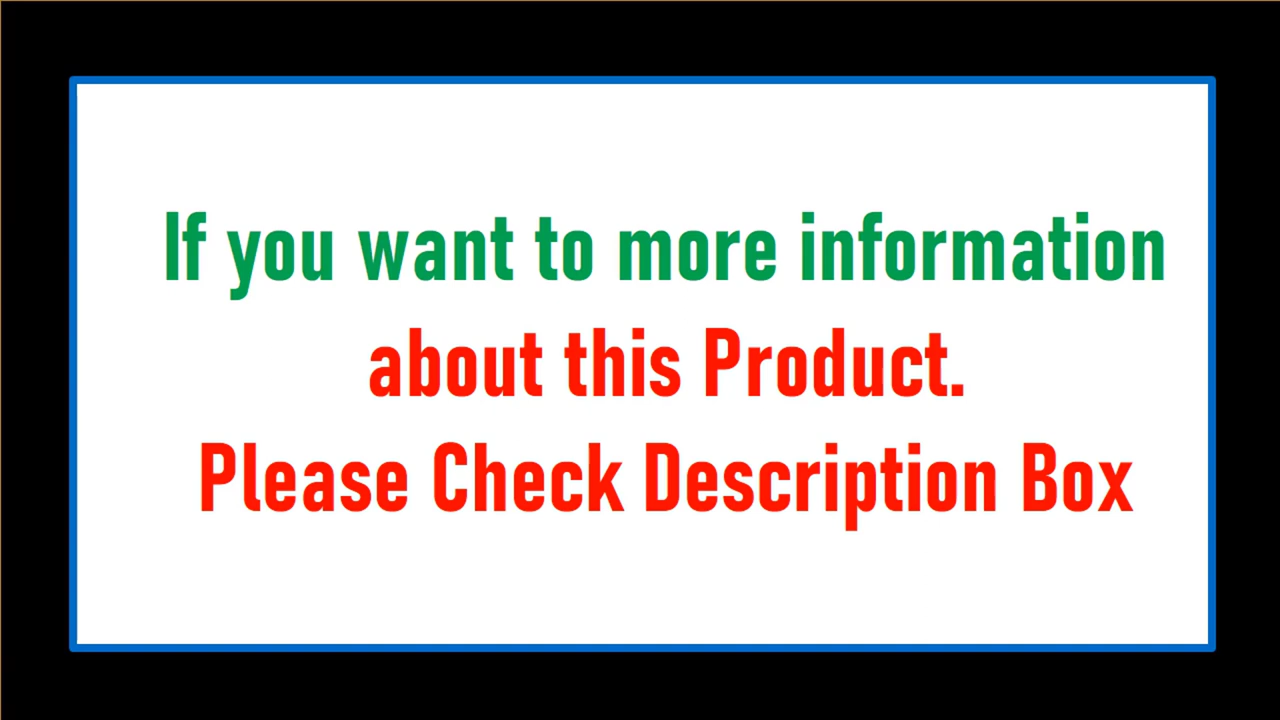 If you want to more information
about this Product.
Please Check Description Box